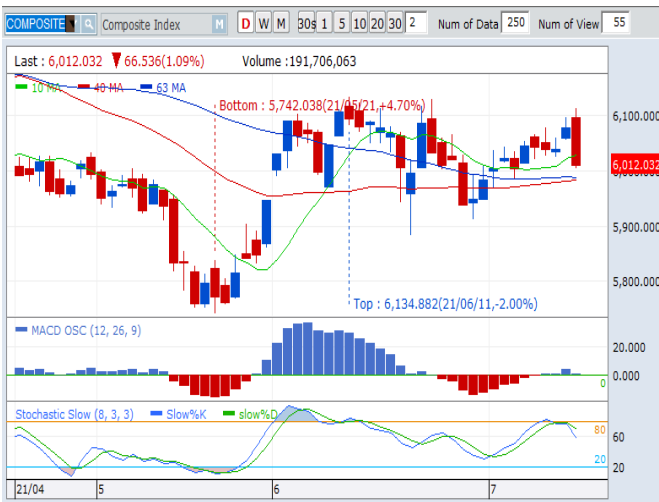 COMPOSITE Composite Index M D W M 30s 1 5 10 20 30 2 Num of Data 250 Num of View 55
Last : 6,012.032 ▼ 66.536(1.09%) Volume :191,706,063
10 MA 40 MA 63 MA
Bottom : 5,742.038(21/05/21,+4.70%)
6,100.000
6,012.032
5,900.000
5,800.000
Top : 6,134.882(21/06/11,-2.00%)
MACD OSC (12, 26, 9)
20.000
0 0.000
Stochastic Slow (8, 3, 3) Slow%K slow%D
80
60
20 20
21/04 5 6 7